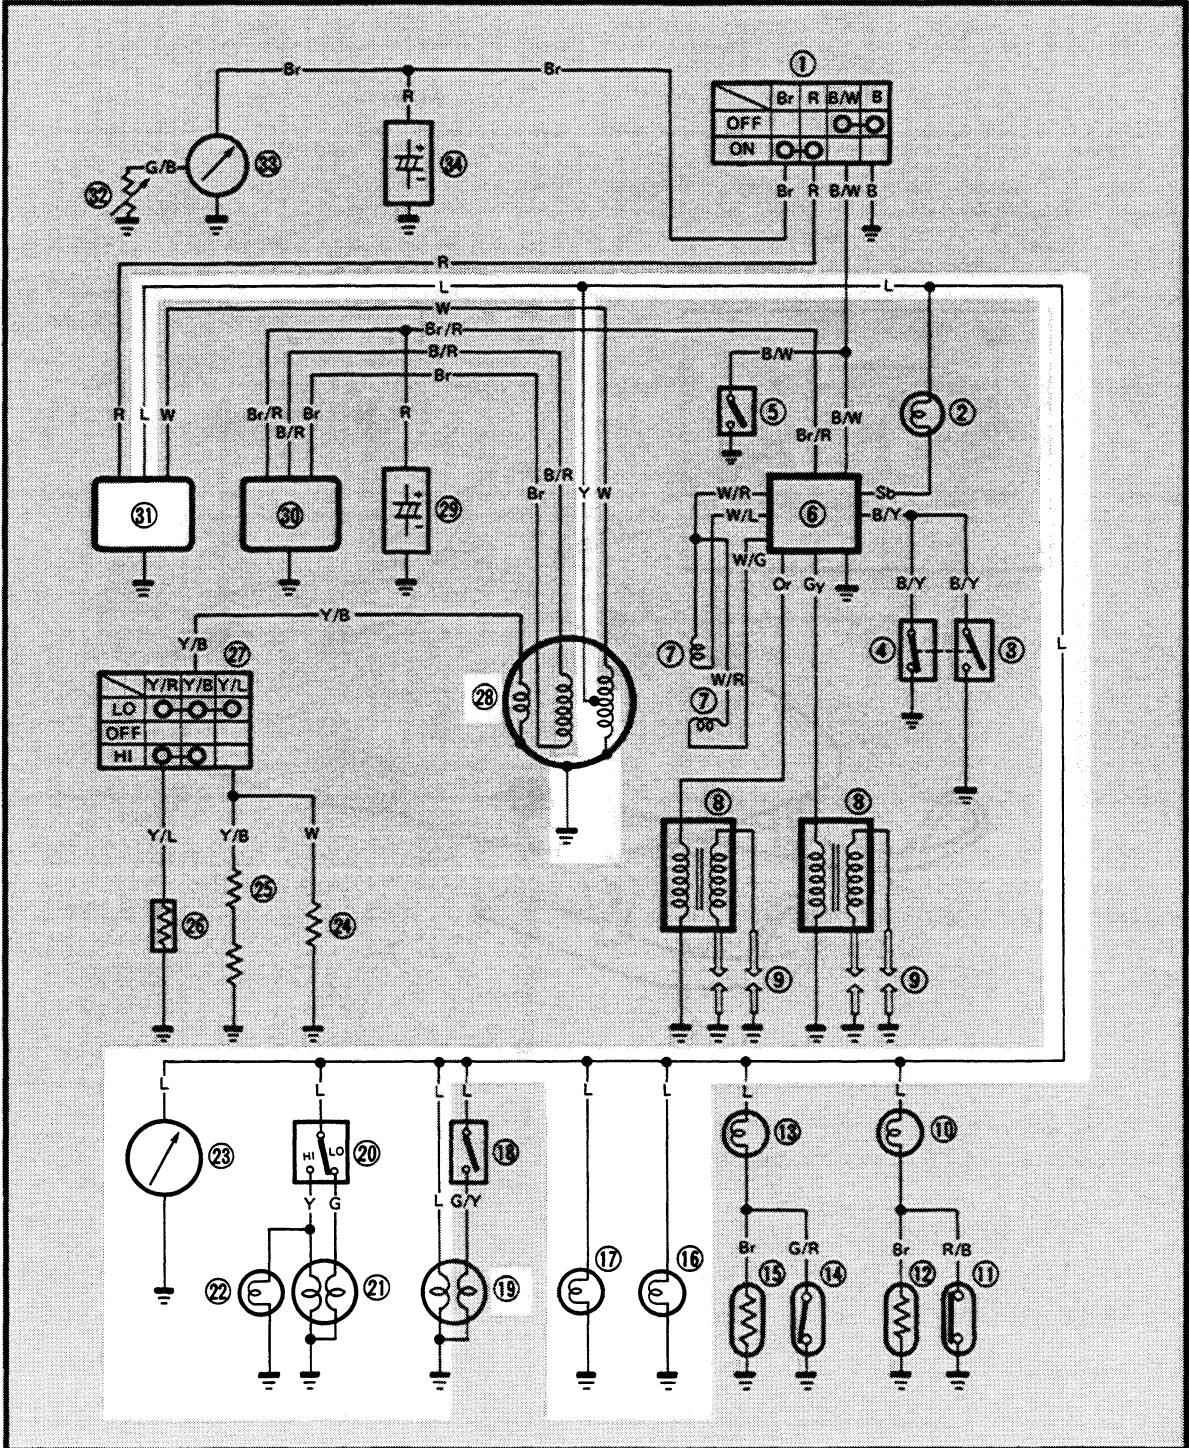 ①
Br R B/W B
OFF
ON
Br R B/W B
Br Br
R
㉞
㉝
G/B
㉜
R
L L
W
Br/R
B/R
Br
B/W
⑤
②
B/W
Br/R
R L W
Br/R B/R Br
R
㉛
㉚
㉙
Br B/R Y W
W/R
W/L
W/G
⑥
Sb
B/Y
Or Gy
B/Y B/Y
④
③
L
⑦
W/R
⑦
Y/B
Y/B
㉗
Y/R Y/B Y/L
LO
OFF
HI
㉘
Y/L Y/B W
㉖
㉕
㉔
⑧
⑧
⑨
⑨
L L L L L L L L
㉓
HI LO
⑳
⑱
⑬
⑩
Y G
L G/Y
Br G/R
Br R/B
㉒
㉑
⑲
⑰
⑯
⑮
⑭
⑫
⑪